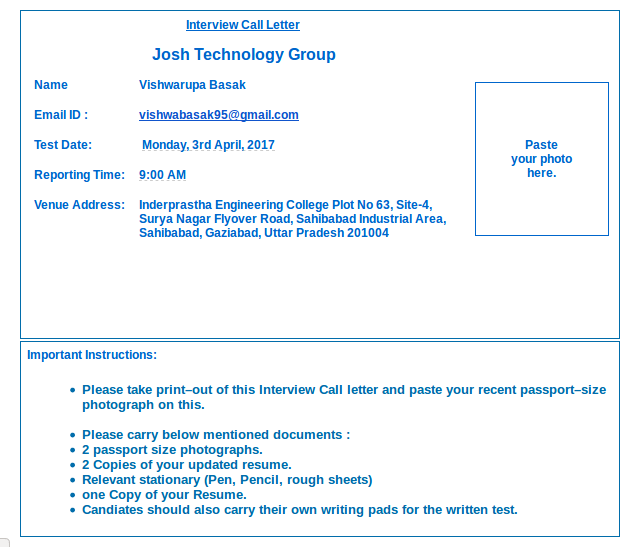 Interview Call Letter
Josh Technology Group
Name Vishwarupa Basak
Email ID : vishwabasak95@gmail.com
Test Date: Monday, 3rd April, 2017
Reporting Time: 9:00 AM
Venue Address: Inderprastha Engineering College Plot No 63, Site-4,
Surya Nagar Flyover Road, Sahibabad Industrial Area,
Sahibabad, Gaziabad, Uttar Pradesh 201004
Paste
your photo
here.
Important Instructions:
• Please take print–out of this Interview Call letter and paste your recent passport–size
photograph on this.
• Please carry below mentioned documents :
• 2 passport size photographs.
• 2 Copies of your updated resume.
• Relevant stationary (Pen, Pencil, rough sheets)
• one Copy of your Resume.
• Candiates should also carry their own writing pads for the written test.